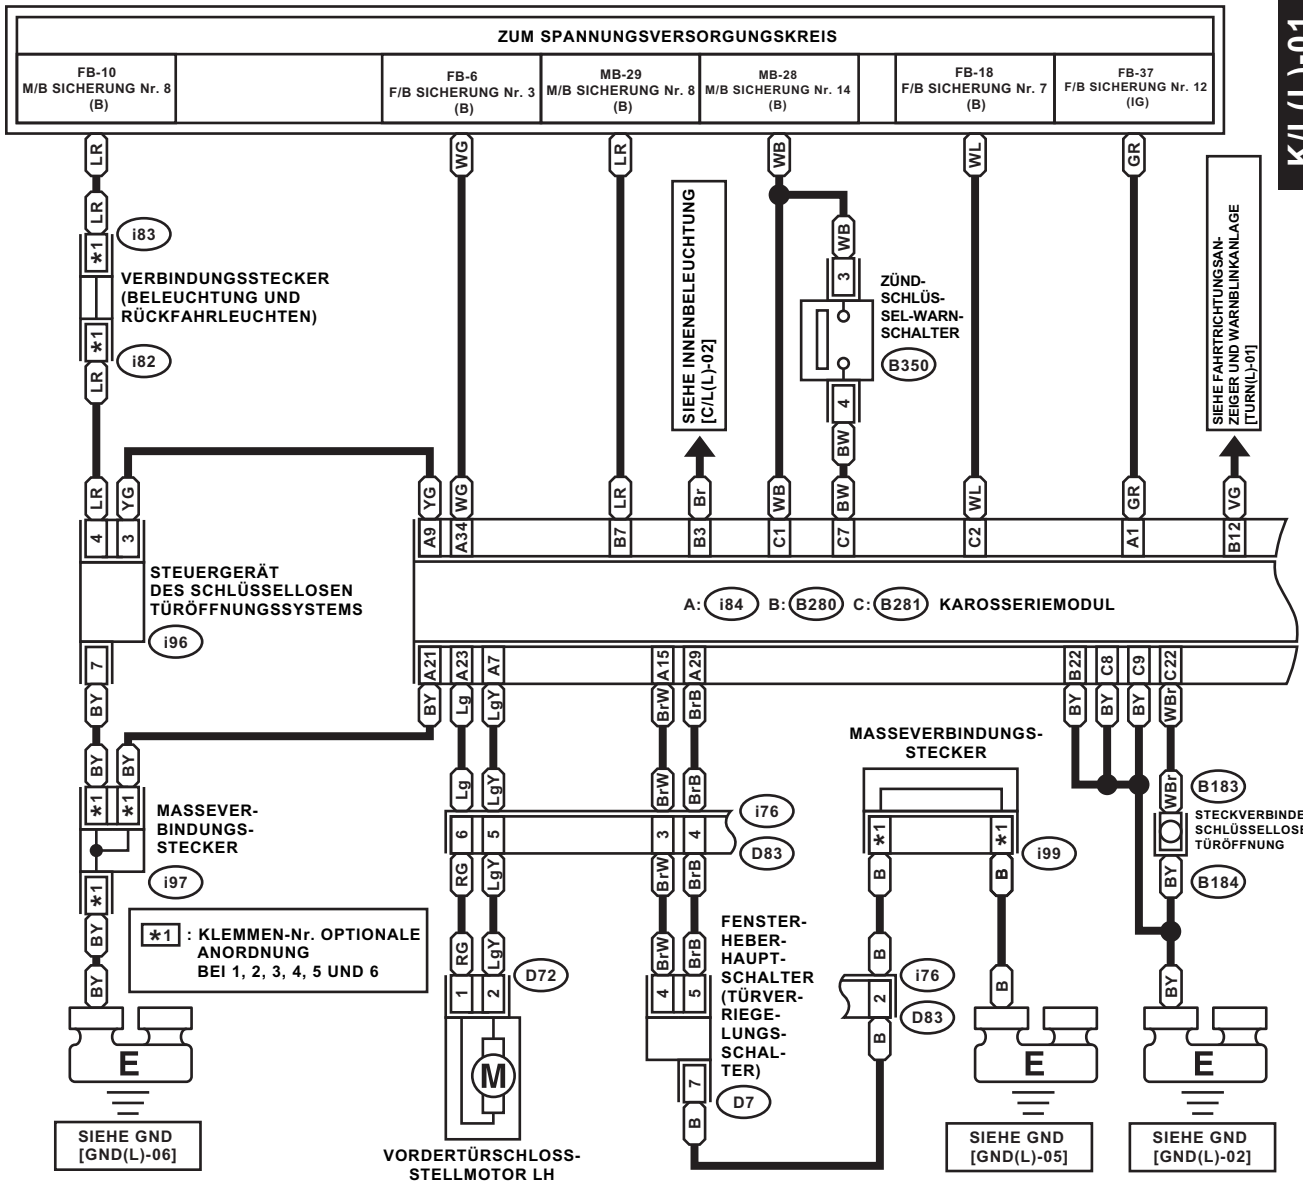 K/L(L)-01
ZUM SPANNUNGSVERSORGUNGSKREIS
FB-10
M/B SICHERUNG Nr. 8
(B)
FB-6
F/B SICHERUNG Nr. 3
(B)
MB-29
M/B SICHERUNG Nr. 8
(B)
MB-28
M/B SICHERUNG Nr. 14
(B)
FB-18
F/B SICHERUNG Nr. 7
(B)
FB-37
F/B SICHERUNG Nr. 12
(IG)
LR
WG
LR
WB
WL
GR
LR
i83
*1
VERBINDUNGSSTECKER
(BELEUCHTUNG UND
RÜCKFAHRLEUCHTEN)
*1
i82
LR
SIEHE INNENBELEUCHTUNG
[C/L(L)-02]
WB
3
ZÜND-
SCHLÜS-
SEL-WARN-
SCHALTER
B350
4
BW
SIEHE FAHRTRICHTUNGSAN-
ZEIGER UND WARNBLINKANLAGE
[TURN(L)-01]
LR
YG
YG
WG
LR
Br
WB
BW
WL
GR
VG
4
3
A9
A34
B7
B3
C1
C7
C2
A1
B12
STEUERGERÄT
DES SCHLÜSSELLOSEN
TÜRÖFFNUNGSSYSTEMS
i96
A: i84 B: B280 C: B281 KAROSSERIEMODUL
7
A21
A23
A7
A15
A29
B22
C8
C9
C22
BY
BY
Lg
LgY
BrW
BrB
BY
BY
BY
WBr
MASSEVERBINDUNGS-
STECKER
BY
BY
*1
*1
MASSEVER-
BINDUNGS-
STECKER
i97
*1
BY
BY
Lg
LgY
BrW
BrB
i76
6
5
3
4
D83
RG
LgY
BrW
BrB
*1
*1
i99
B
B
WBr
B183
STECKVERBINDE
SCHLÜSSELLOSE
TÜRÖFFNUNG
BY
B184
*1 : KLEMMEN-Nr. OPTIONALE
ANORDNUNG
BEI 1, 2, 3, 4, 5 UND 6
RG
LgY
D72
1
2
M
BrW
BrB
4
5
FENSTER-
HEBER-
HAUPT-
SCHALTER
(TÜRVER-
RIEGE-
LUNGS-
SCHAL-
TER)
7
D7
B
B
i76
2
D83
B
B
BY
E
SIEHE GND
[GND(L)-06]
VORDERTÜRSCHLOSS-
STELLMOTOR LH
E
SIEHE GND
[GND(L)-05]
E
SIEHE GND
[GND(L)-02]